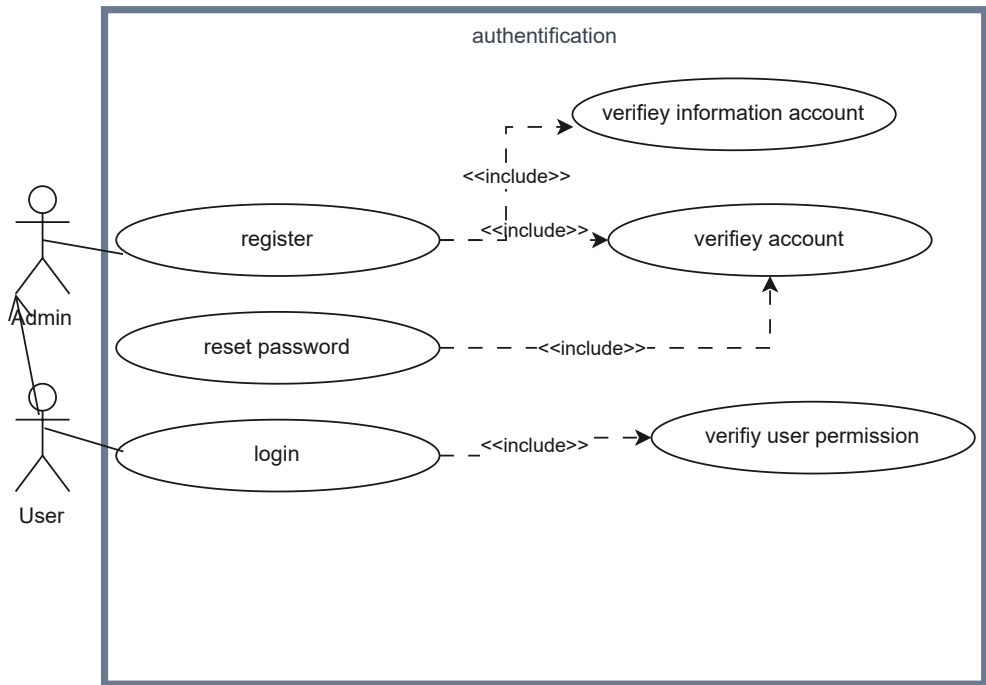 authentification
verifiey information account
<<include>>
register
<<include>>
verifiey account
Admin
reset password
<<include>>
login
<<include>>
verifiy user permission
User